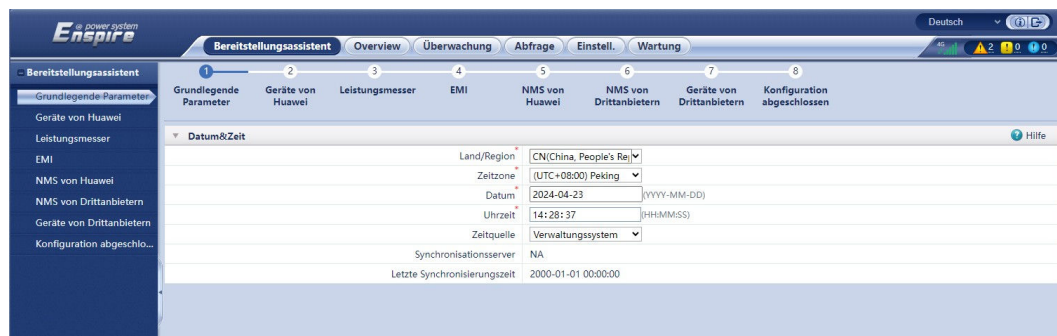 e power system
Enspire
Deutsch
Bereitstellungsassistent
Overview
Überwachung
Abfrage
Einstell.
Wartung
4G
2
0
0
Bereitstellungsassistent
Grundlegende Parameter
Geräte von Huawei
Leistungsmesser
EMI
NMS von Huawei
NMS von Drittanbietern
Geräte von Drittanbietern
Konfiguration abgeschlo...
1
2
3
4
5
6
7
8
Grundlegende
Parameter
Geräte von
Huawei
Leistungsmesser
EMI
NMS von
Huawei
NMS von
Drittanbietern
Geräte von
Drittanbietern
Konfiguration
abgeschlossen
Datum&Zeit
Hilfe
Land/Region* CN(China, People's Re
Zeitzone* (UTC+08:00) Peking
Datum* 2024-04-23 (YYYY-MM-DD)
Uhrzeit* 14:28:37 (HH:MM:SS)
Zeitquelle Verwaltungssystem
Synchronisationsserver NA
Letzte Synchronisierungszeit 2000-01-01 00:00:00